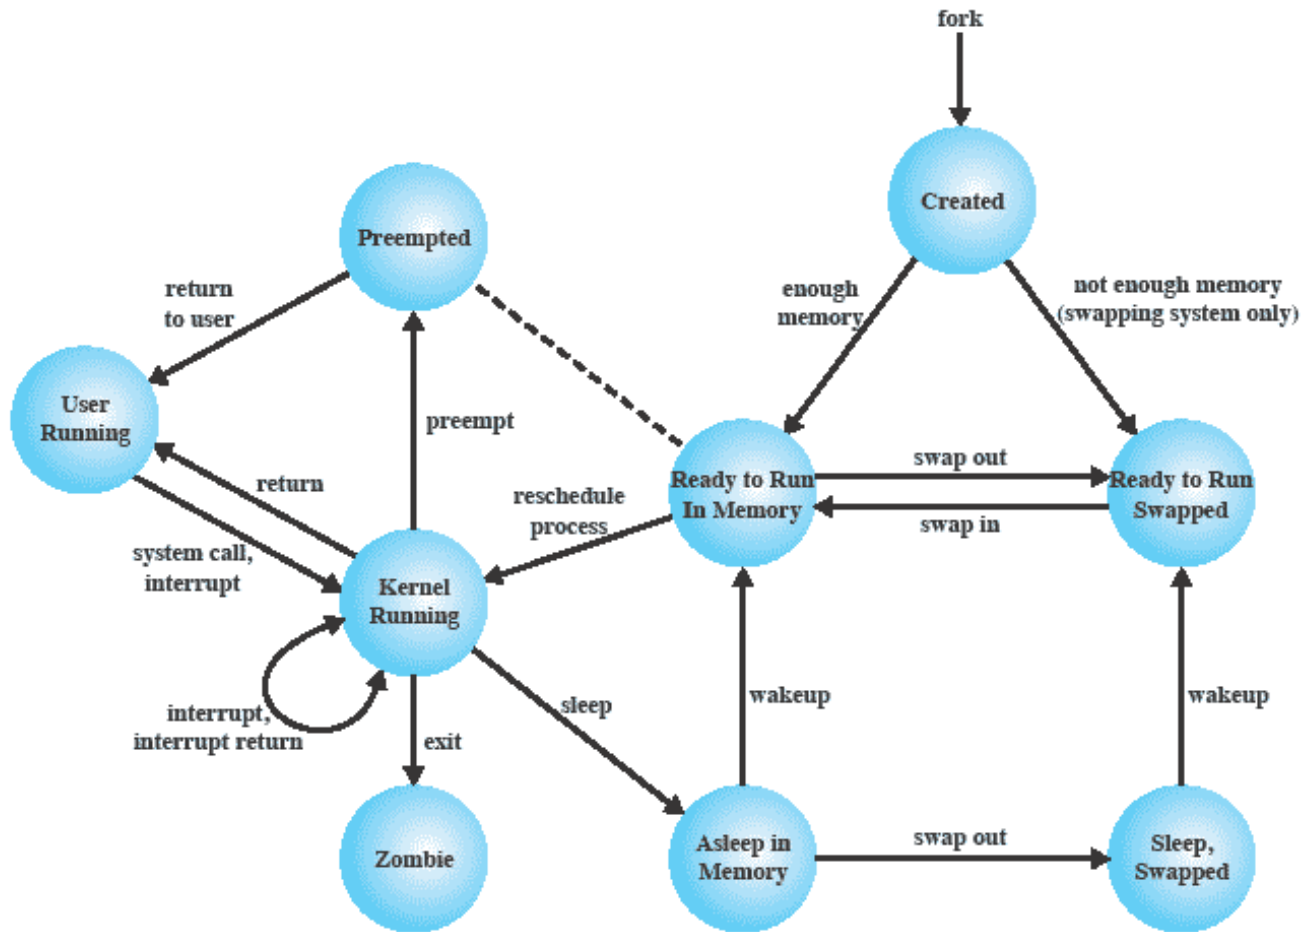 fork
Created
Preempted
return
to user
enough
memory
not enough memory
(swapping system only)
User
Running
preempt
return
reschedule
process
Ready to Run
In Memory
swap out
swap in
Ready to Run
Swapped
system call,
interrupt
Kernel
Running
interrupt,
interrupt return
exit
sleep
wakeup
wakeup
Zombie
Asleep in
Memory
swap out
Sleep,
Swapped